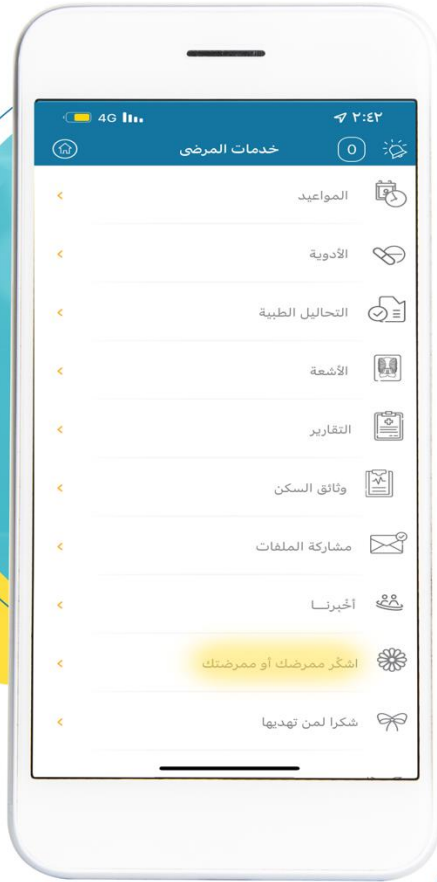 4G ٢:٤٢
خدمات المرضى 0
المواعيد
الأدوية
التحاليل الطبية
الأشعة
التقارير
وثائق السكن
مشاركة الملفات
أخبرنــا
اشكُر ممرضك أو ممرضتك
شكرا لمن تهديها